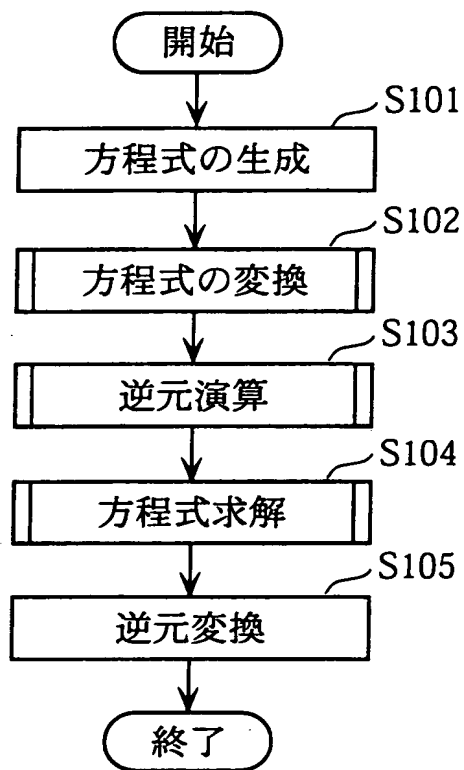 開始
S101
方程式の生成
S102
方程式の変換
S103
逆元演算
S104
方程式求解
S105
逆元変換
終了